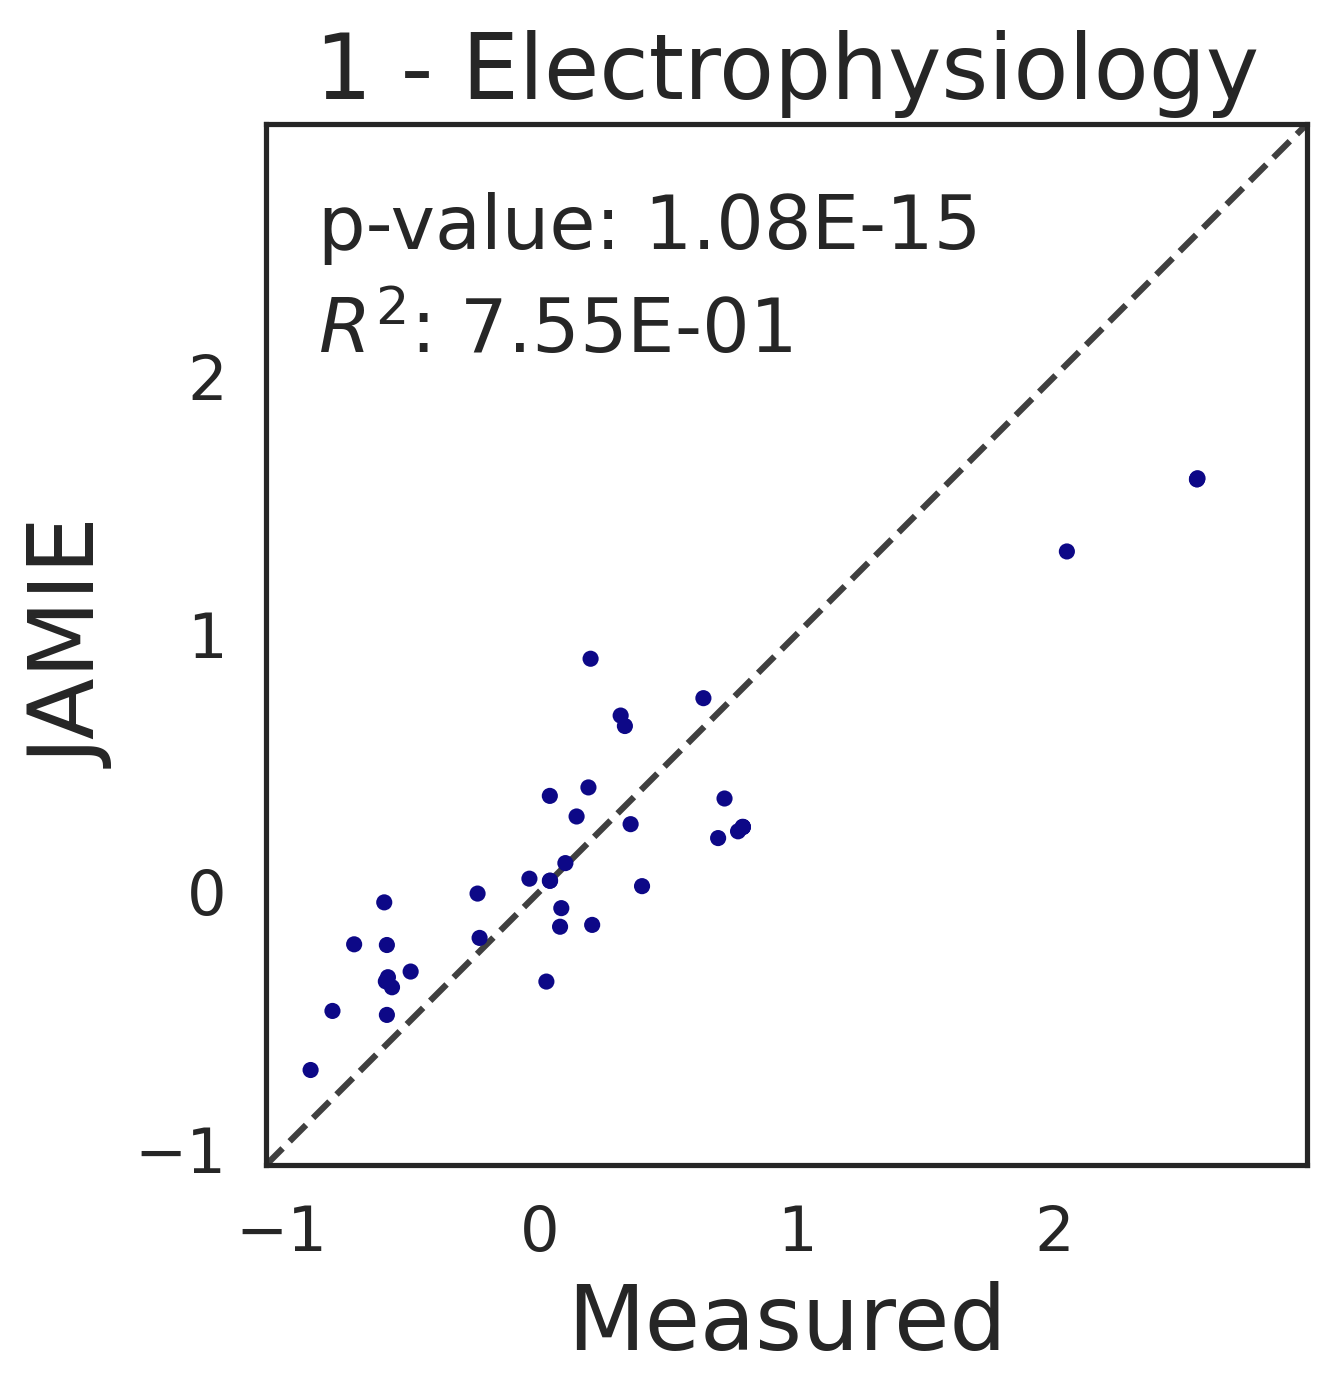 1 - Electrophysiology
p-value: 1.08E-15
R²: 7.55E-01
2
1
0
−1
JAMIE
−1 0 1 2
Measured